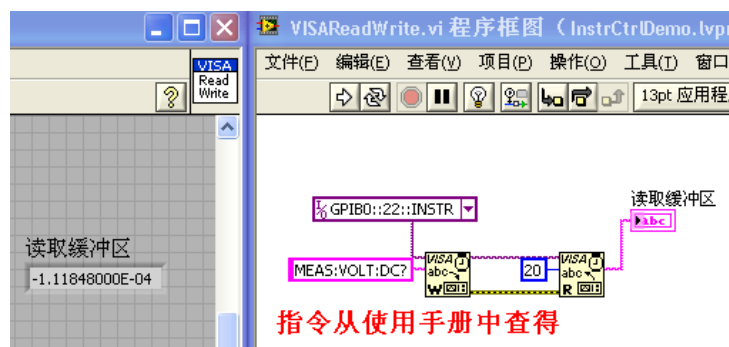 VISA
Read
Write
读取缓冲区
-1.11848000E-04
VISAReadWrite.vi 程序框图 (InstrCtrlDemo.lvpr
文件(F) 编辑(E) 查看(V) 项目(P) 操作(O) 工具(T) 窗口
13pt 应用程
读取缓冲区
abc
GPIB0::22::INSTR
MEAS:VOLT:DC?
VISA
abc
W
20
VISA
abc
R
指令从使用手册中查得